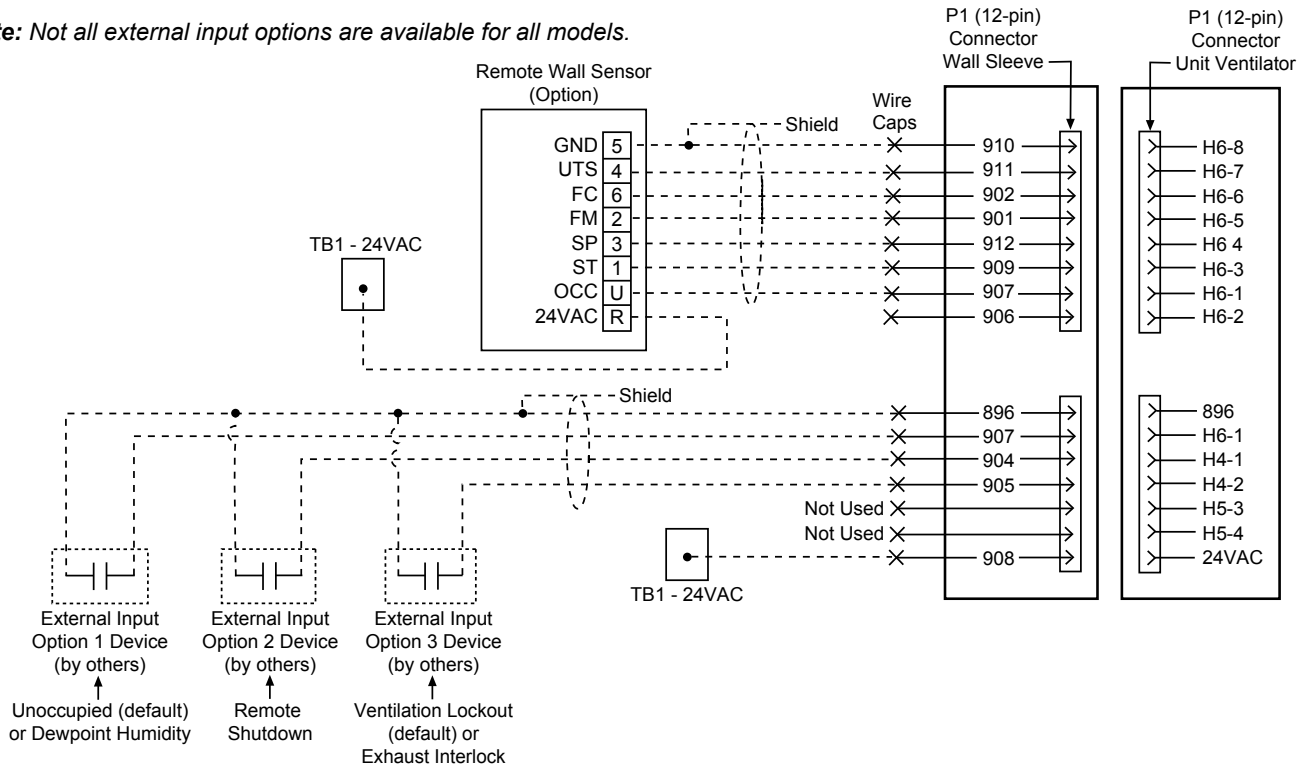 te: Not all external input options are available for all models.
P1 (12-pin)
Connector
Wall Sleeve
P1 (12-pin)
Connector
Unit Ventilator
Remote Wall Sensor
(Option)
Wire
Caps
Shield
GND 5 910 H6-8
UTS 4 911 H6-7
FC 6 902 H6-6
FM 2 901 H6-5
SP 3 912 H6 4
ST 1 909 H6-3
OCC U 907 H6-1
24VAC R 906 H6-2
TB1 - 24VAC
Shield
896 896
907 H6-1
904 H4-1
905 H4-2
Not Used H5-3
Not Used H5-4
908 24VAC
TB1 - 24VAC
External Input
Option 1 Device
(by others)
Unoccupied (default)
or Dewpoint Humidity
External Input
Option 2 Device
(by others)
Remote
Shutdown
External Input
Option 3 Device
(by others)
Ventilation Lockout
(default) or
Exhaust Interlock